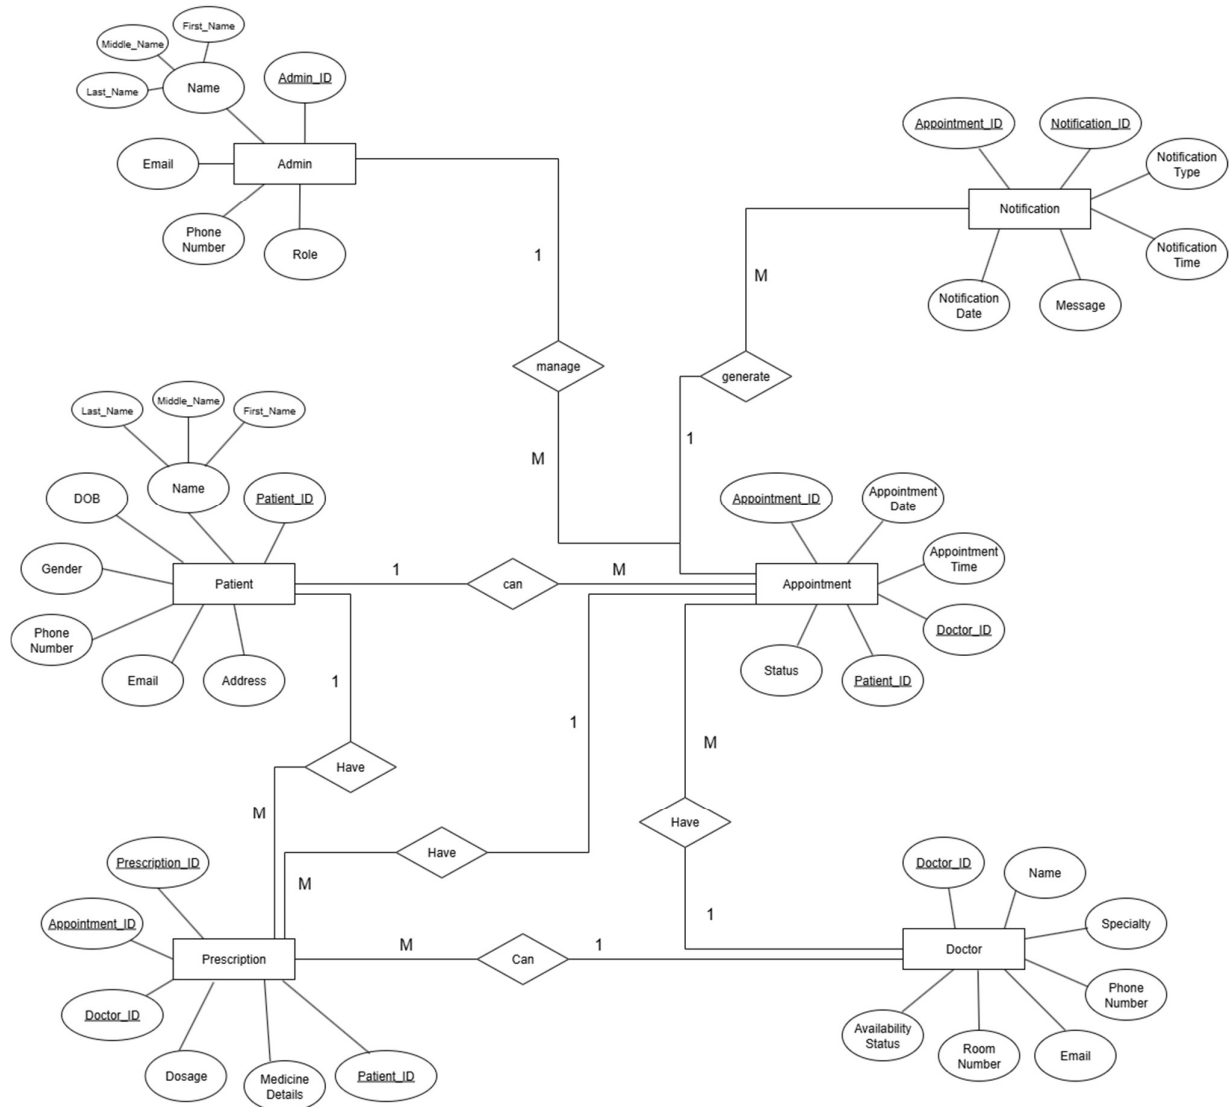 First_Name
Middle_Name
Last_Name
Name
Admin_ID
Email
Admin
Phone
Number
Role
Appointment_ID
Notification_ID
Notification
Type
Notification
Notification
Time
Notification
Date
Message
1
M
manage
generate
M
1
Last_Name
Middle_Name
First_Name
Name
DOB
Patient_ID
Gender
Patient
Phone
Number
Email
Address
1
can
M
Appointment_ID
Appointment
Date
Appointment
Time
Appointment
Doctor_ID
Status
Patient_ID
1
Have
M
1
Have
M
M
Have
1
Prescription_ID
Appointment_ID
Prescription
Doctor_ID
Dosage
Medicine
Details
Patient_ID
M
Can
1
Doctor_ID
Name
Specialty
Doctor
Phone
Number
Availability
Status
Room
Number
Email